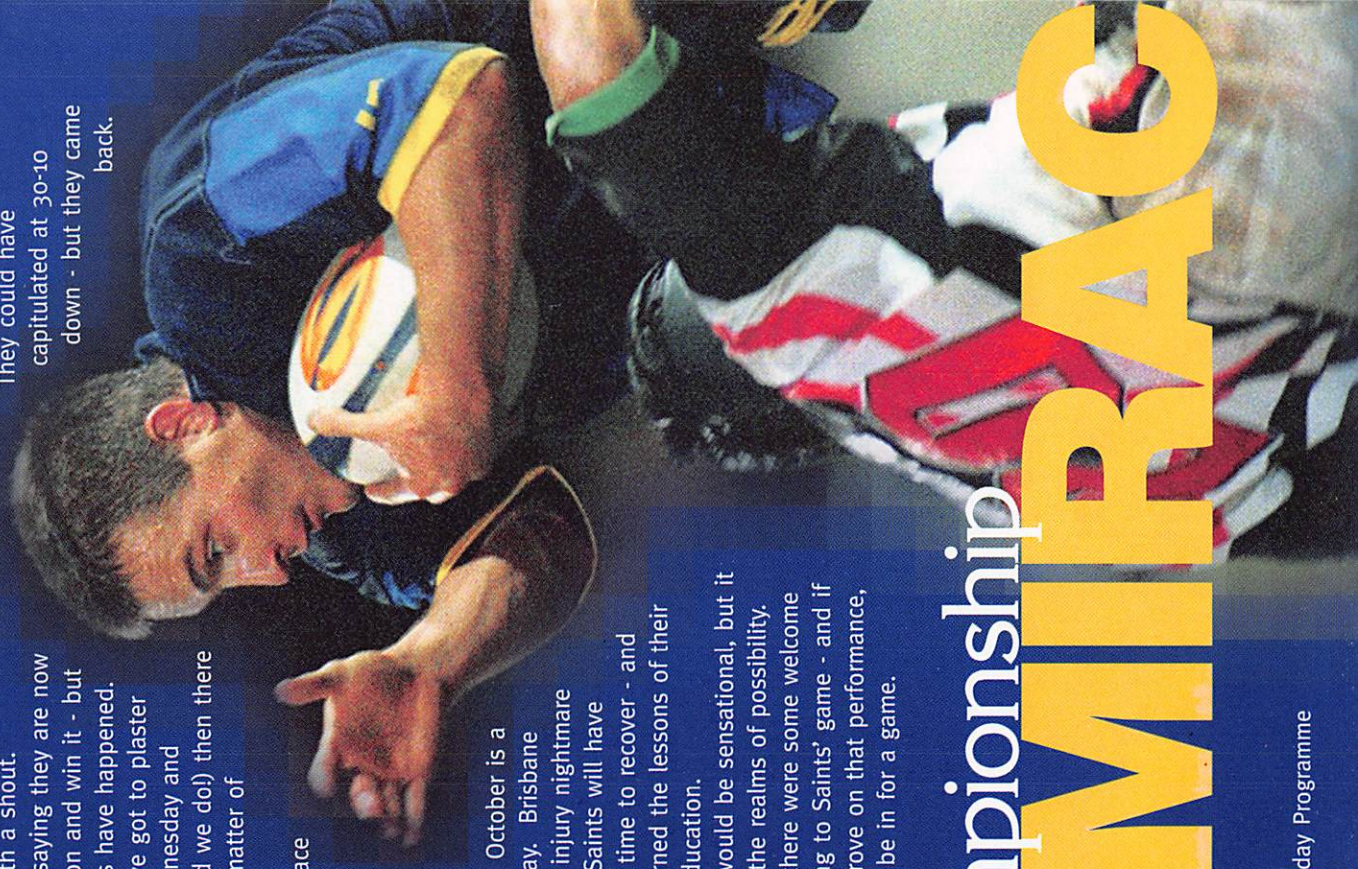 th a shout.
saying they are now
on and win it - but
s have happened.
ve got to plaster
nesday and
d we do!) then there
matter of
ace
October is a
ay. Brisbane
injury nightmare
Saints will have
time to recover - and
rned the lessons of their
ducation.
would be sensational, but it
the realms of possibility.
here were some welcome
g to Saints' game - and if
rove on that performance,
be in for a game.
They could have
capitulated at 30-10
down - but they came
back.
mpionship
MIRAC
day Programme